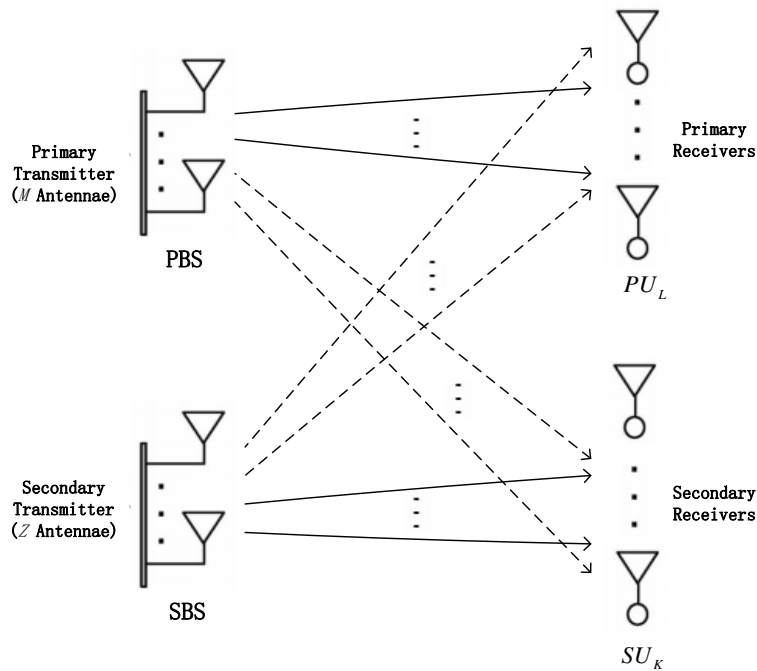 Primary
Transmitter
(M Antennae)
PBS
Primary
Receivers
PU_L
Secondary
Transmitter
(Z Antennae)
SBS
Secondary
Receivers
SU_K